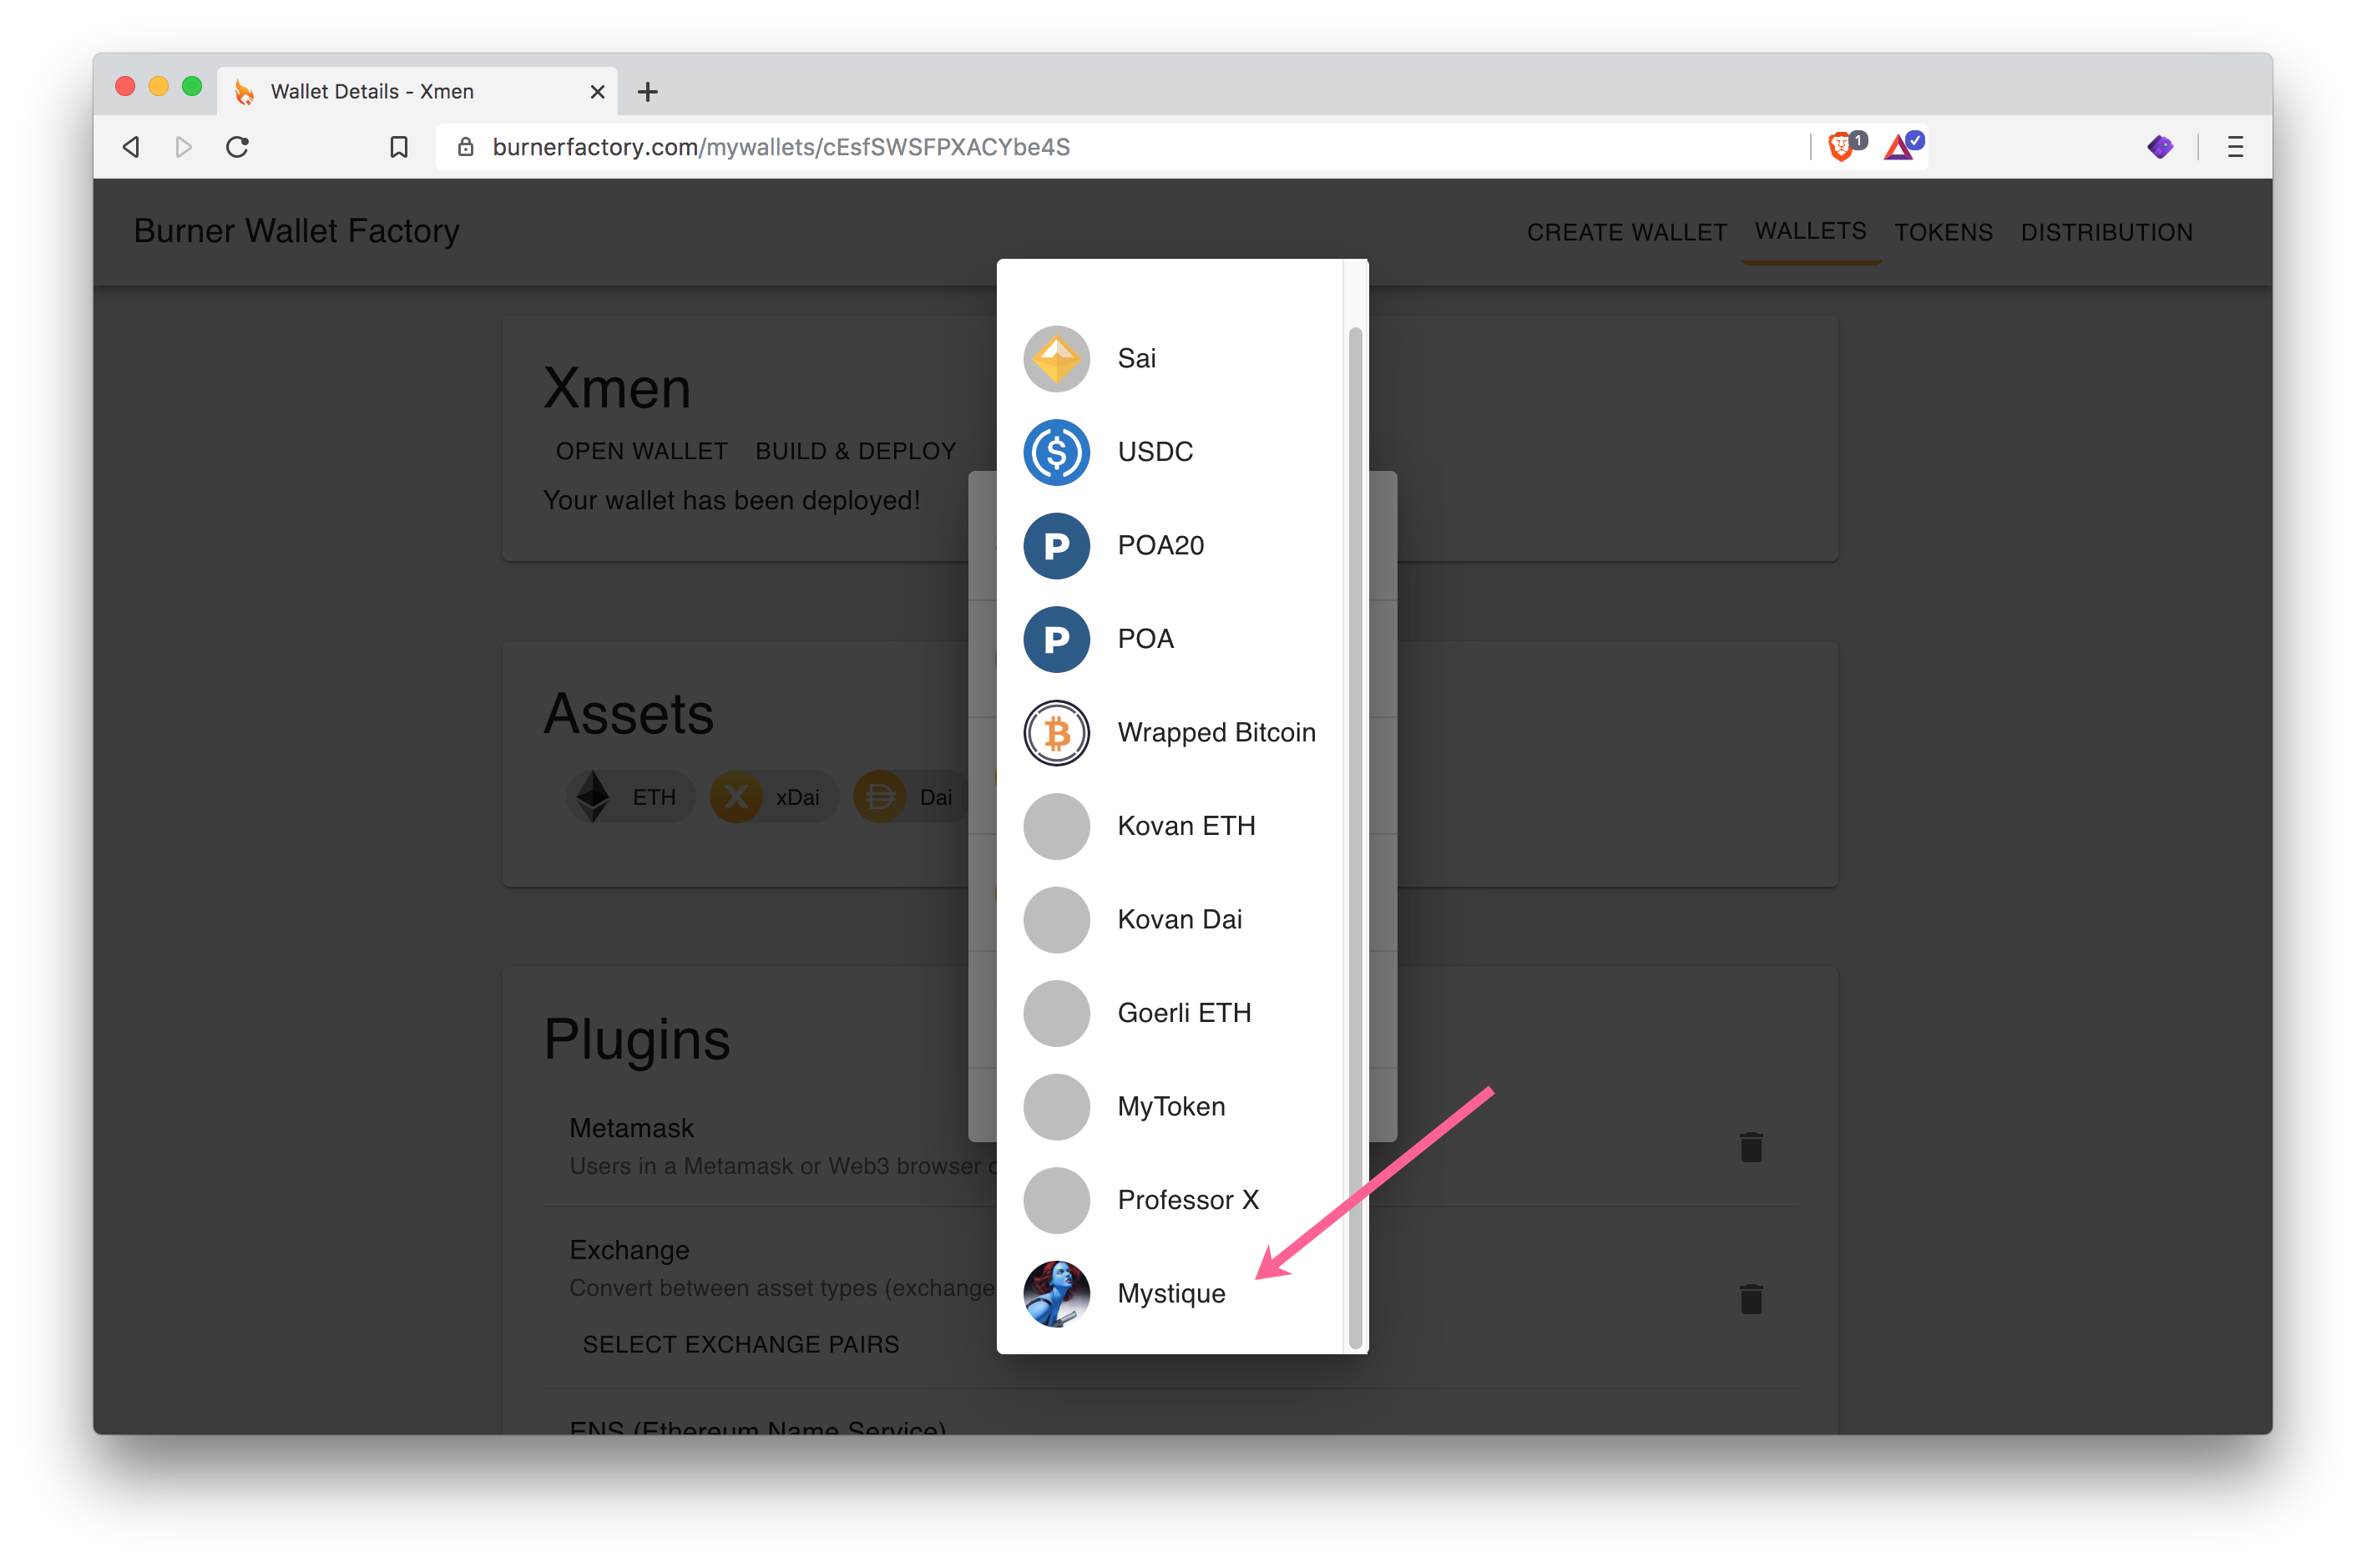 Wallet Details - Xmen
burnerfactory.com/mywallets/cEsfSWSFPXACYbe4S
1
Burner Wallet Factory
CREATE WALLET WALLETS TOKENS DISTRIBUTION
Xmen
OPEN WALLET BUILD & DEPLOY
Your wallet has been deployed!
Assets
ETH xDai Dai
Plugins
Metamask
Users in a Metamask or Web3 browser
Exchange
Convert between asset types (exchange
SELECT EXCHANGE PAIRS
ENS (Ethereum Name Service)
Sai
USDC
P POA20
P POA
Wrapped Bitcoin
Kovan ETH
Kovan Dai
Goerli ETH
MyToken
Professor X
Mystique